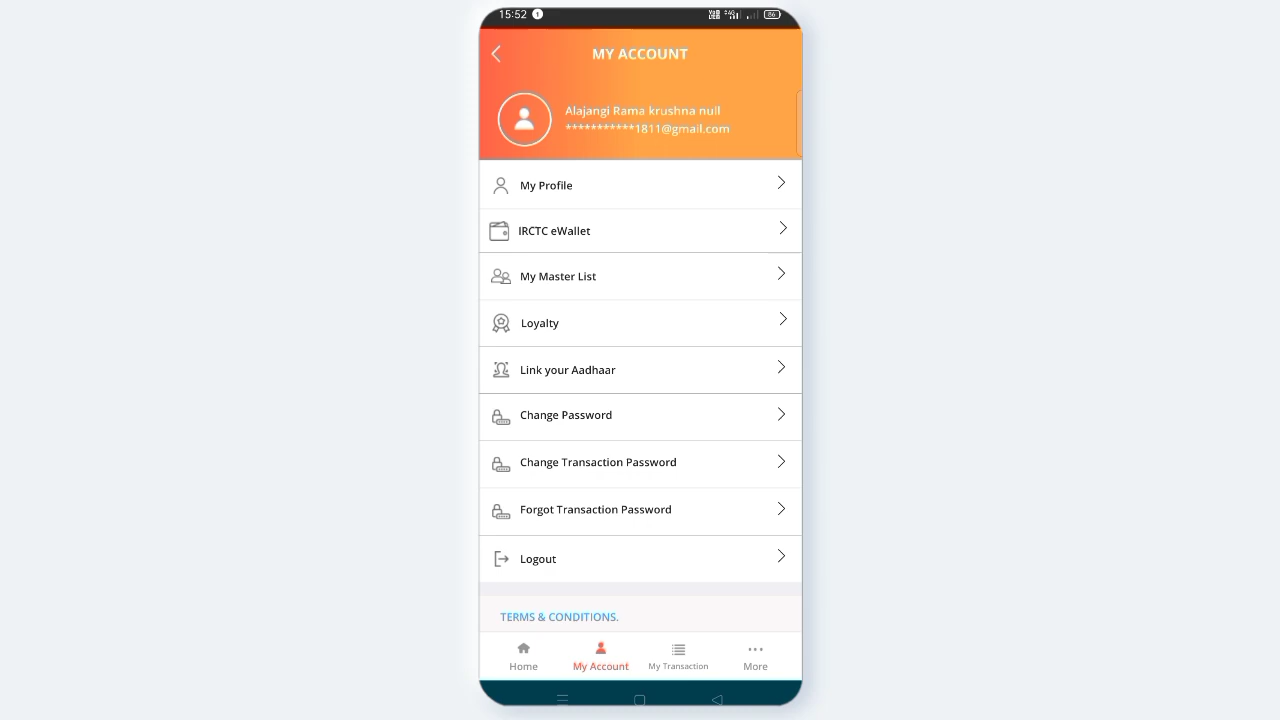 15:52
86
MY ACCOUNT
Alajangi Rama krushna null
***********1811@gmail.com
My Profile
IRCTC eWallet
My Master List
Loyalty
Link your Aadhaar
Change Password
Change Transaction Password
Forgot Transaction Password
Logout
TERMS & CONDITIONS.
Home
My Account
My Transaction
More